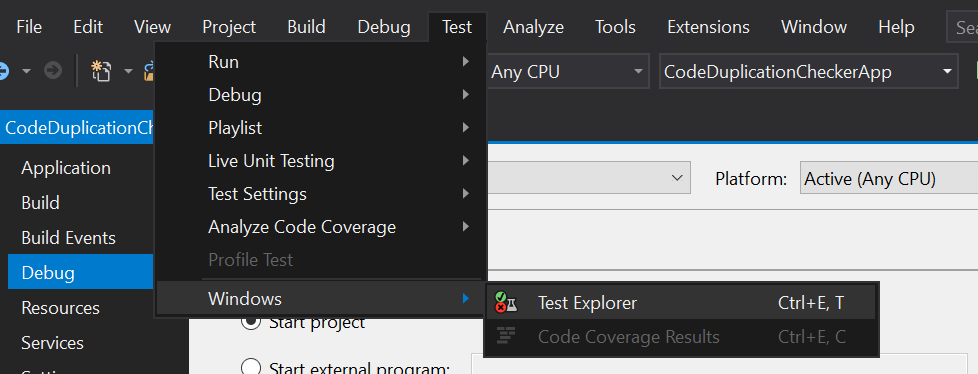 File Edit View Project Build Debug Test Analyze Tools Extensions Window Help Sea
Any CPU CodeDuplicationCheckerApp
CodeDuplicationCh
Application
Build
Build Events
Debug
Resources
Services
Run
Debug
Playlist
Live Unit Testing
Test Settings
Analyze Code Coverage
Profile Test
Windows
Test Explorer Ctrl+E, T
Code Coverage Results Ctrl+E, C
Platform: Active (Any CPU)
Start project
Start external program: